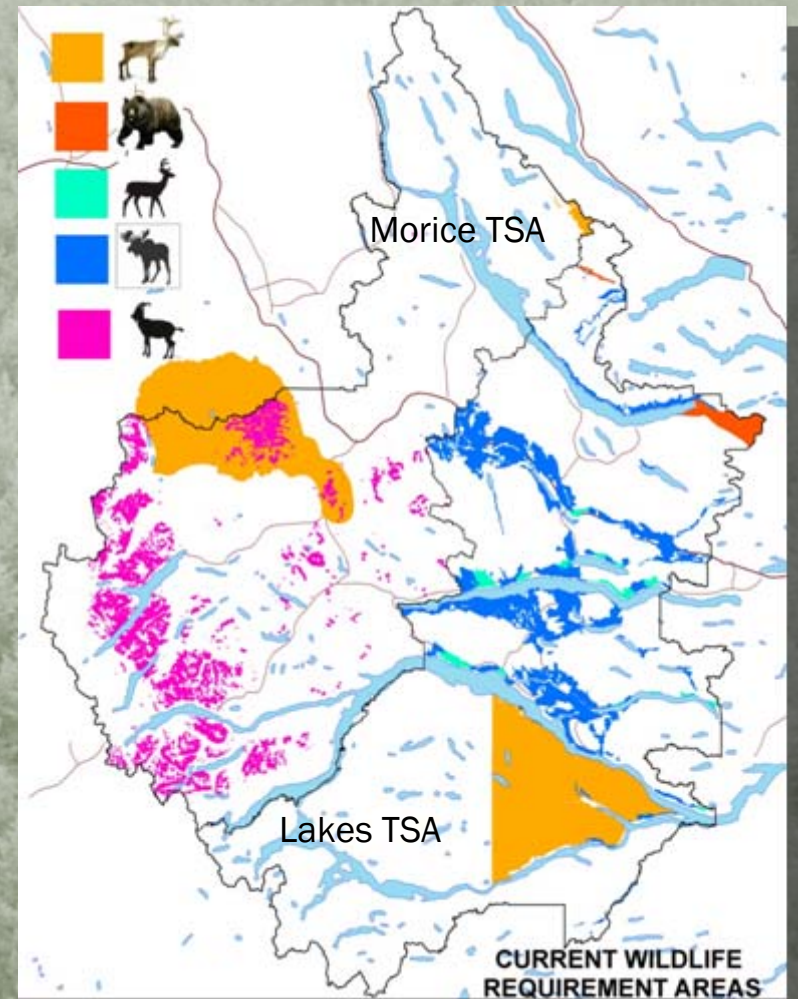 Morice TSA
Lakes TSA
CURRENT WILDLIFE
REQUIREMENT AREAS